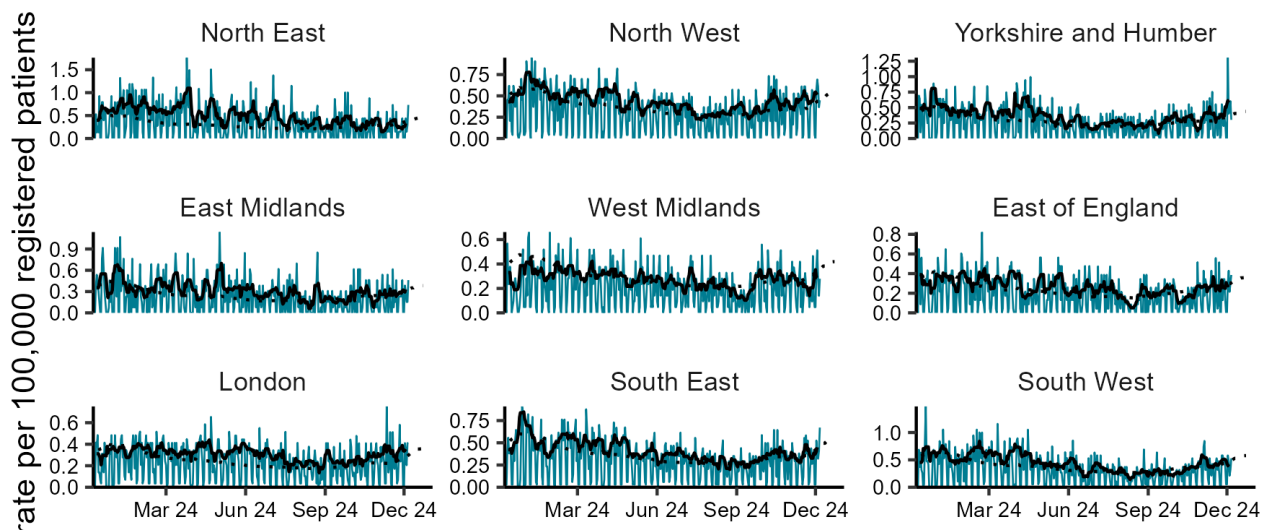 rate per 100,000 registered patients
North East
North West
Yorkshire and Humber
1.5
1.0
0.5
0.0
0.75
0.50
0.25
0.00
1.25
1.00
0.75
0.50
0.25
0.00
East Midlands
West Midlands
East of England
0.9
0.6
0.3
0.0
0.6
0.4
0.2
0.0
0.8
0.6
0.4
0.2
0.0
London
South East
South West
0.6
0.4
0.2
0.0
0.75
0.50
0.25
0.00
1.0
0.5
0.0
Mar 24 Jun 24 Sep 24 Dec 24
Mar 24 Jun 24 Sep 24 Dec 24
Mar 24 Jun 24 Sep 24 Dec 24